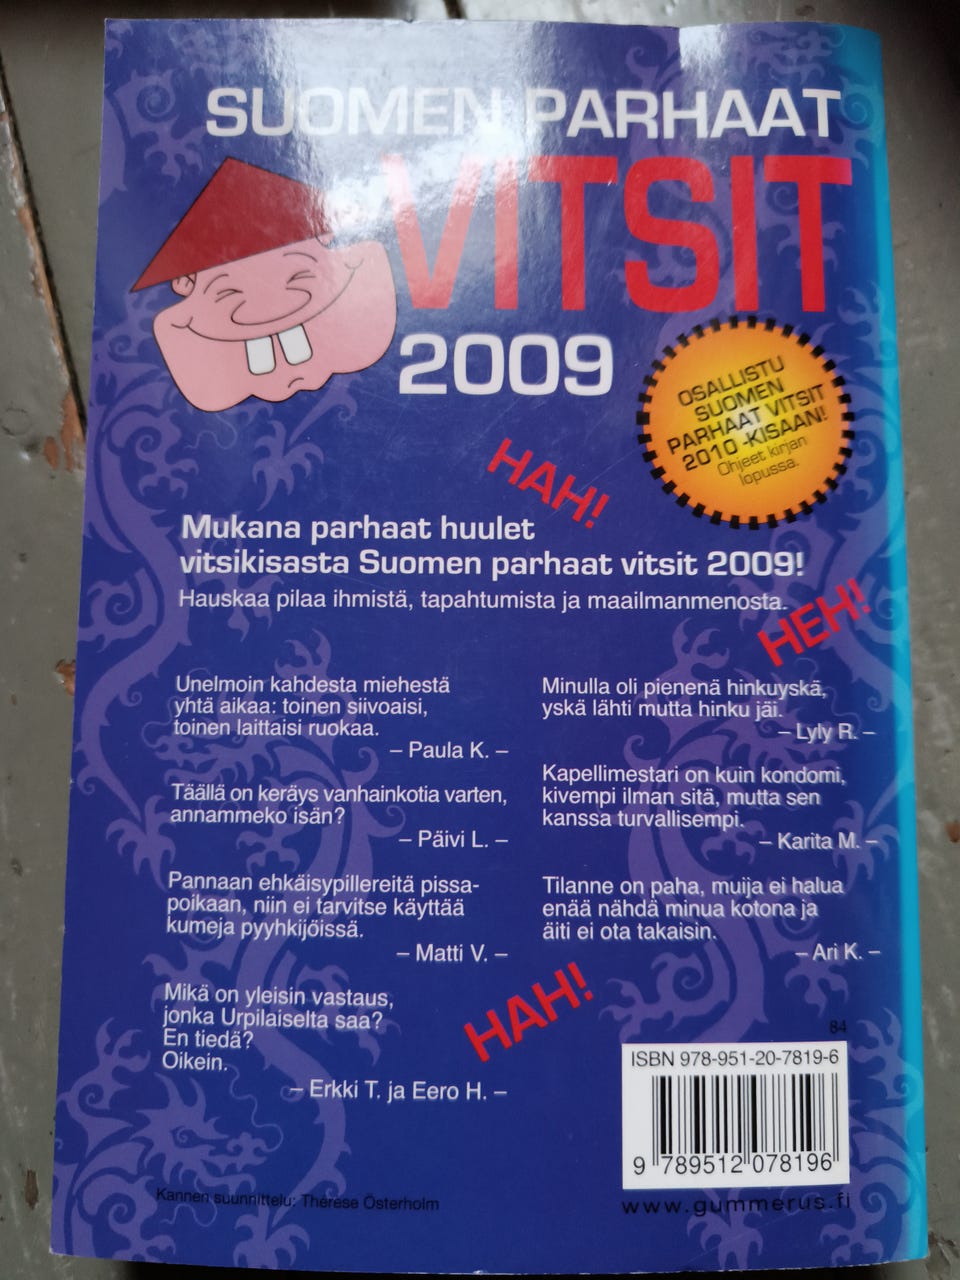 SUOMEN PARHAAT
VITSIT
2009
OSALLISTU
SUOMEN
PARHAAT VITSIT
2010 -KISAAN!
Ohjeet kirjan
lopussa.
HAH!
Mukana parhaat huulet
vitsikisasta Suomen parhaat vitsit 2009!
Hauskaa pilaa ihmistä, tapahtumista ja maailmanmenosta.
HEH!
Unelmoin kahdesta miehestä
yhtä aikaa: toinen siivoaisi,
toinen laittaisi ruokaa.
– Paula K. –
Täällä on keräys vanhainkotia varten,
annammeko isän?
– Päivi L. –
Pannaan ehkäisypillereitä pissa-
poikaan, niin ei tarvitse käyttää
kumeja pyyhkijöissä.
– Matti V. –
Mikä on yleisin vastaus,
jonka Urpilaiselta saa?
En tiedä?
Oikein.
– Erkki T. ja Eero H. –
Minulla oli pienenä hinkuyskä,
yskä lähti mutta hinku jäi.
– Lyly R. –
Kapellimestari on kuin kondomi,
kivempi ilman sitä, mutta sen
kanssa turvallisempi.
– Karita M. –
Tilanne on paha, muija ei halua
enää nähdä minua kotona ja
äiti ei ota takaisin.
– Ari K. –
HAH!
84
ISBN 978-951-20-7819-6
9 789512 078196
www.gummerus.fi
Kannen suunnittelu: Thérèse Österholm